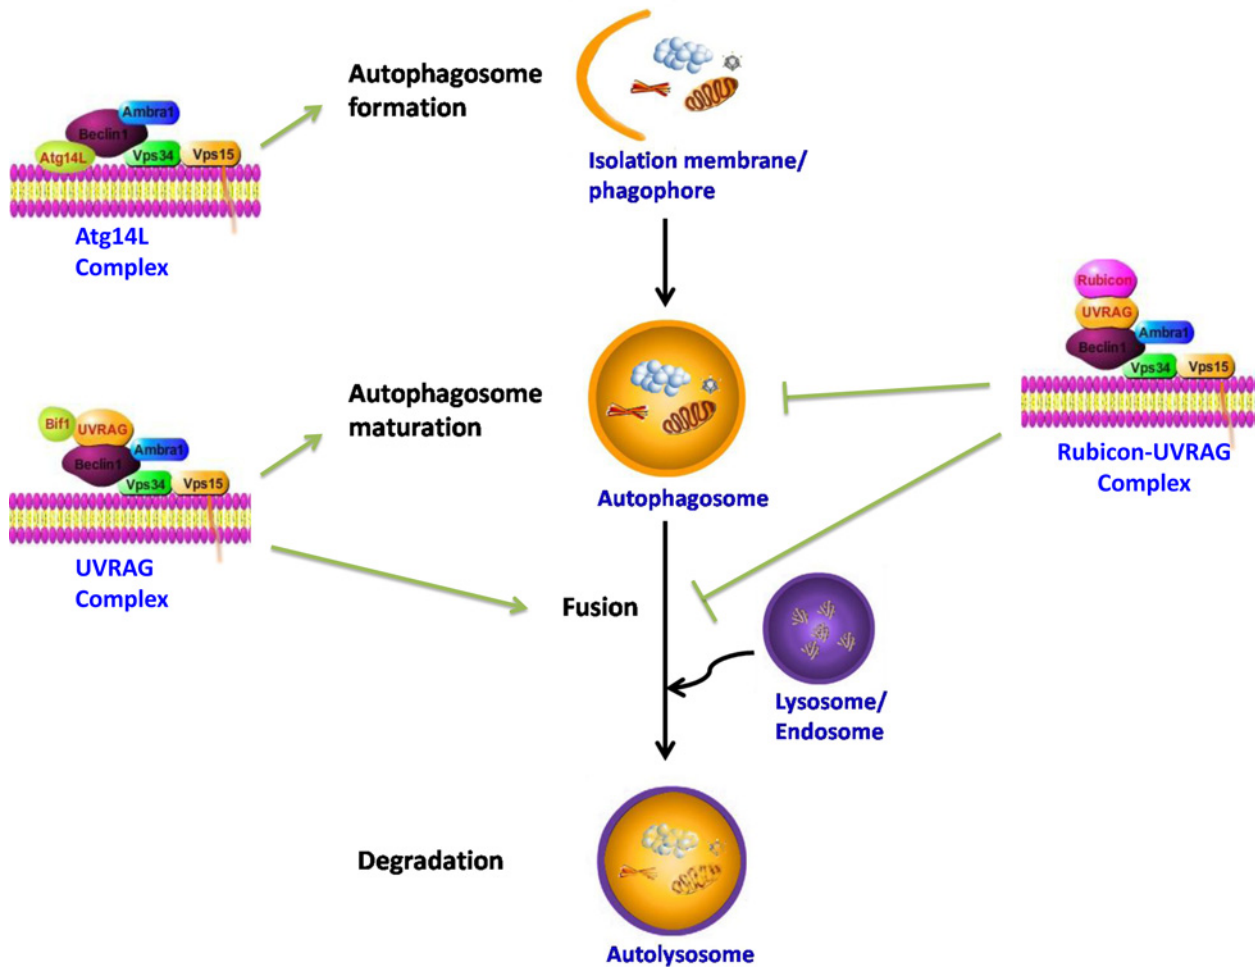 Autophagosome
formation
Ambra1
Beclin1
Atg14L
Vps34
Vps15
Atg14L
Complex
Isolation membrane/
phagophore
Rubicon
UVRAG
Ambra1
Beclin1
Vps34
Vps15
Rubicon-UVRAG
Complex
Autophagosome
maturation
Bif1
UVRAG
Ambra1
Beclin1
Vps34
Vps15
UVRAG
Complex
Autophagosome
Fusion
Lysosome/
Endosome
Degradation
Autolysosome